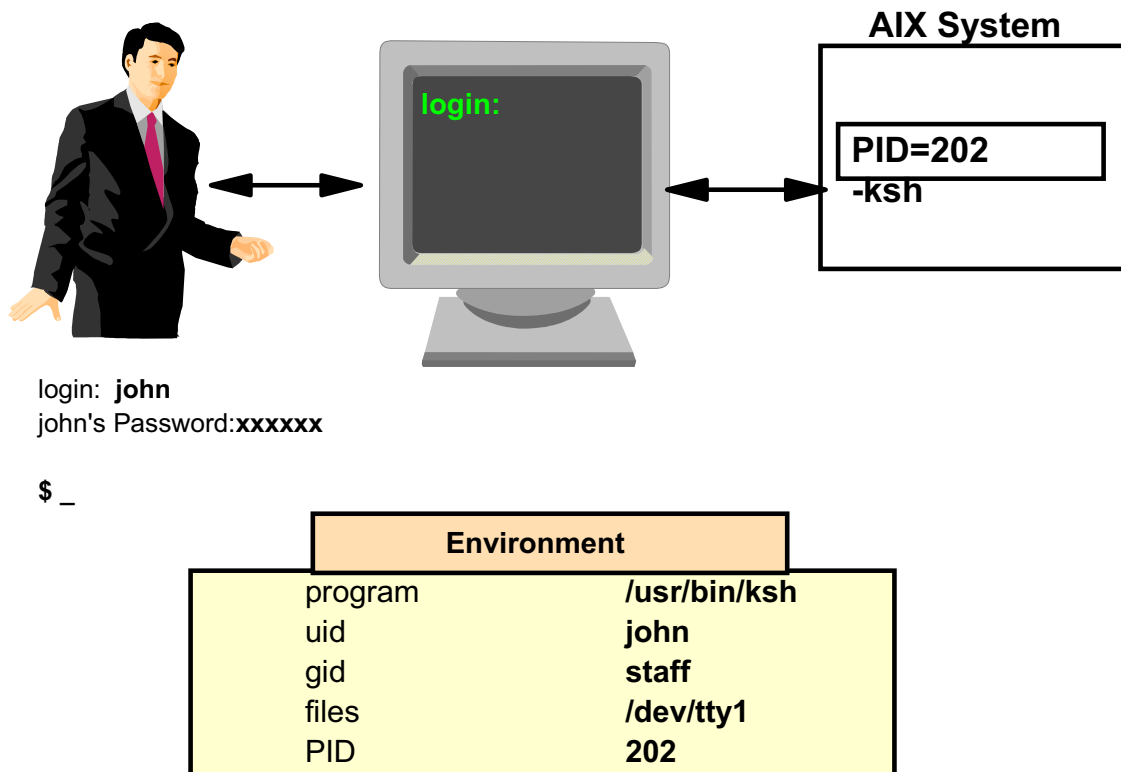 AIX System
login:
PID=202
-ksh
login: john
john's Password:xxxxxx
$ _
Environment
program /usr/bin/ksh
uid john
gid staff
files /dev/tty1
PID 202